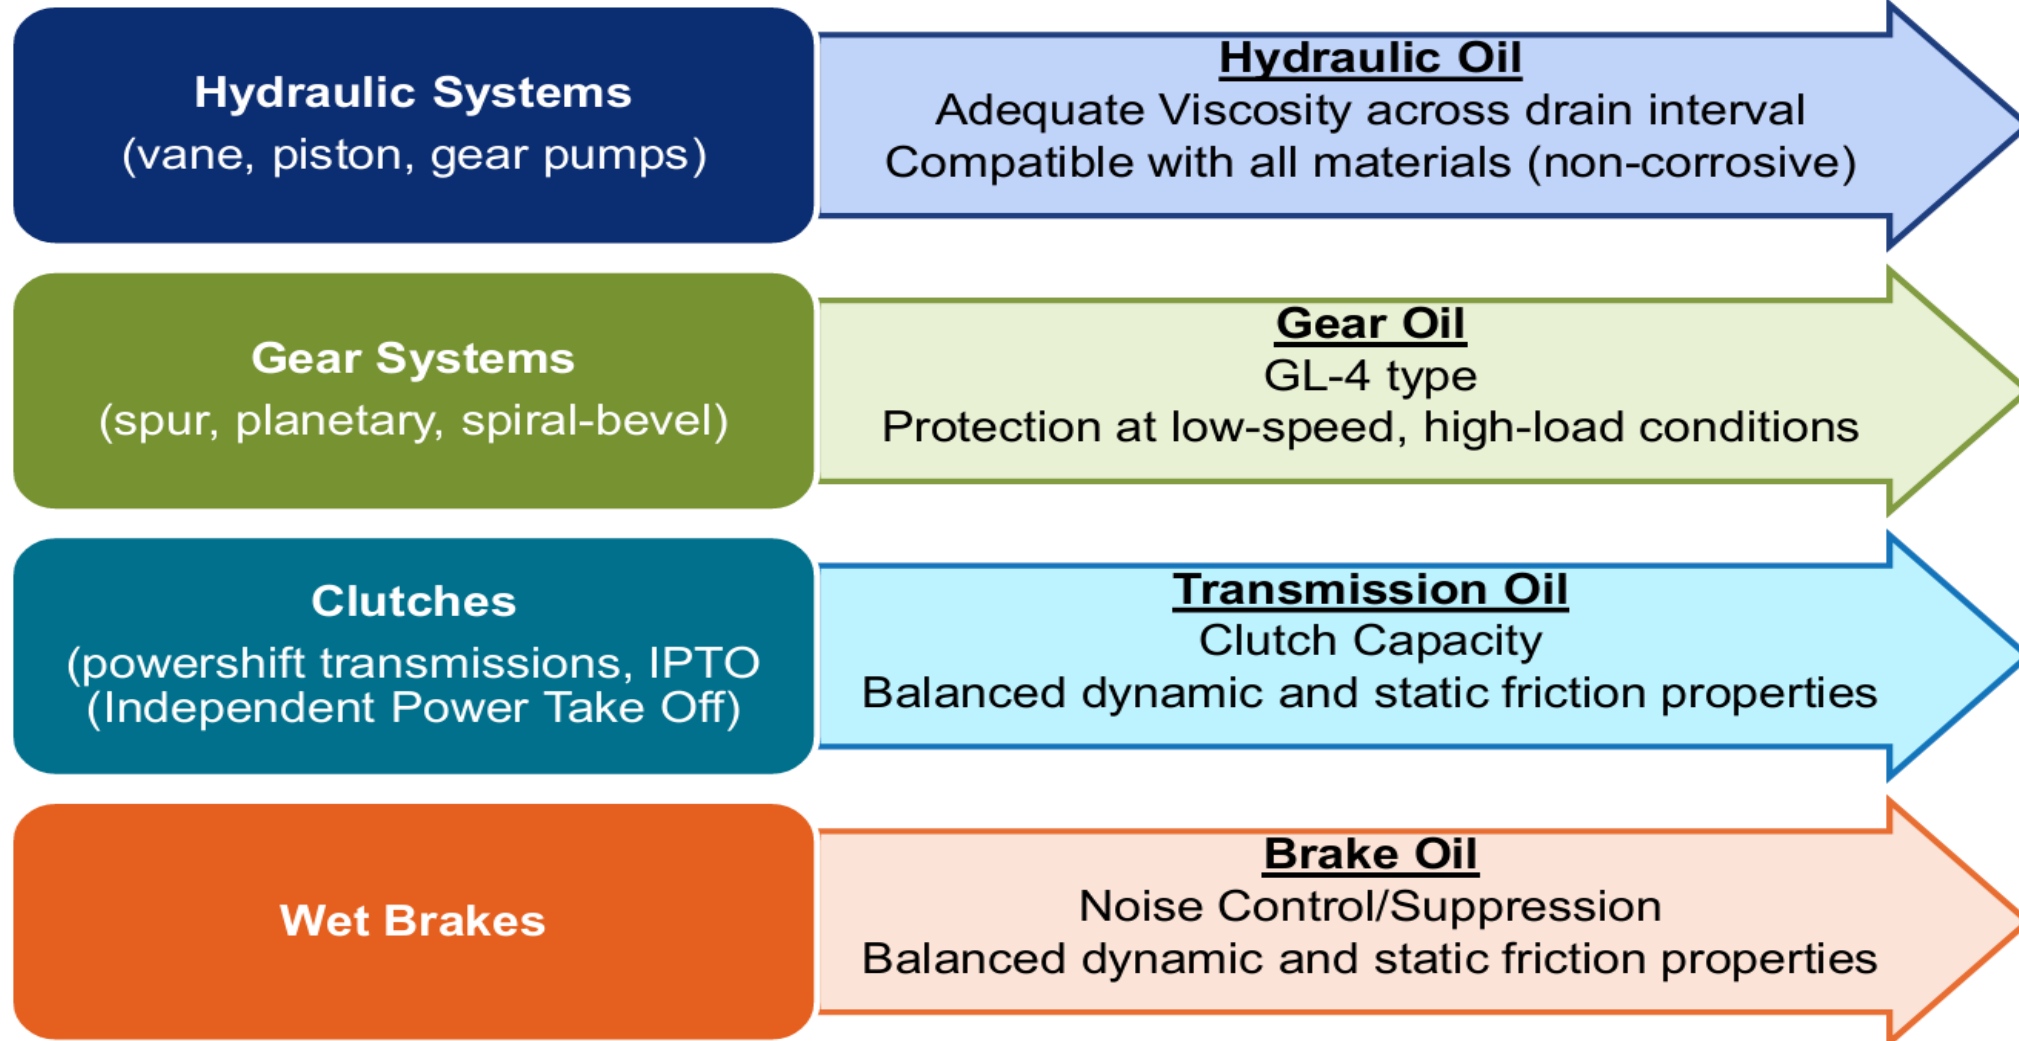 Hydraulic Systems
(vane, piston, gear pumps)
Hydraulic Oil
Adequate Viscosity across drain interval
Compatible with all materials (non-corrosive)
Gear Systems
(spur, planetary, spiral-bevel)
Gear Oil
GL-4 type
Protection at low-speed, high-load conditions
Clutches
(powershift transmissions, IPTO
(Independent Power Take Off)
Transmission Oil
Clutch Capacity
Balanced dynamic and static friction properties
Wet Brakes
Brake Oil
Noise Control/Suppression
Balanced dynamic and static friction properties